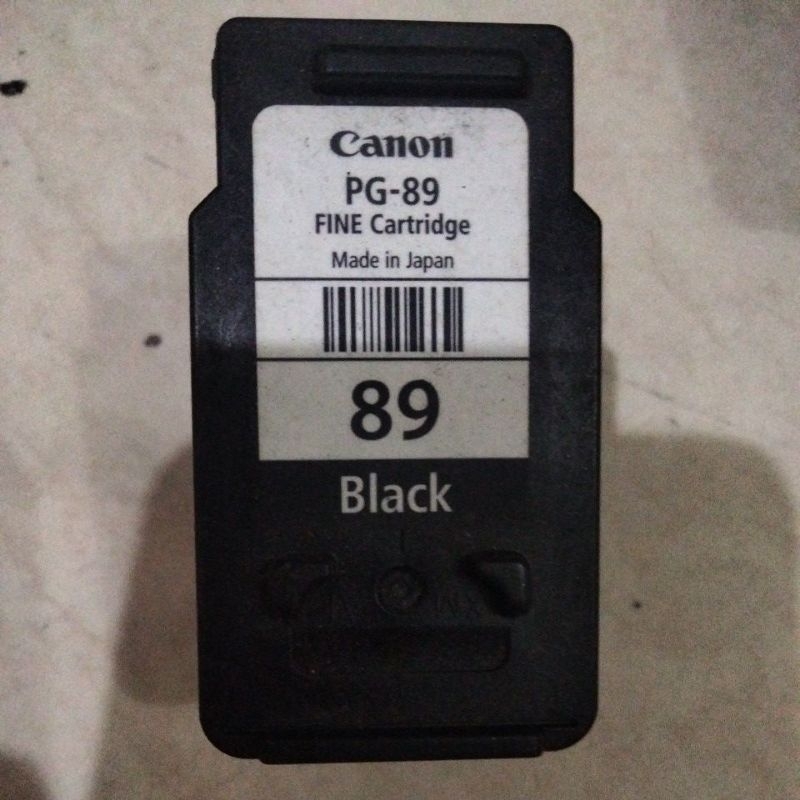 Canon
PG-89
FINE Cartridge
Made in Japan
89
Black